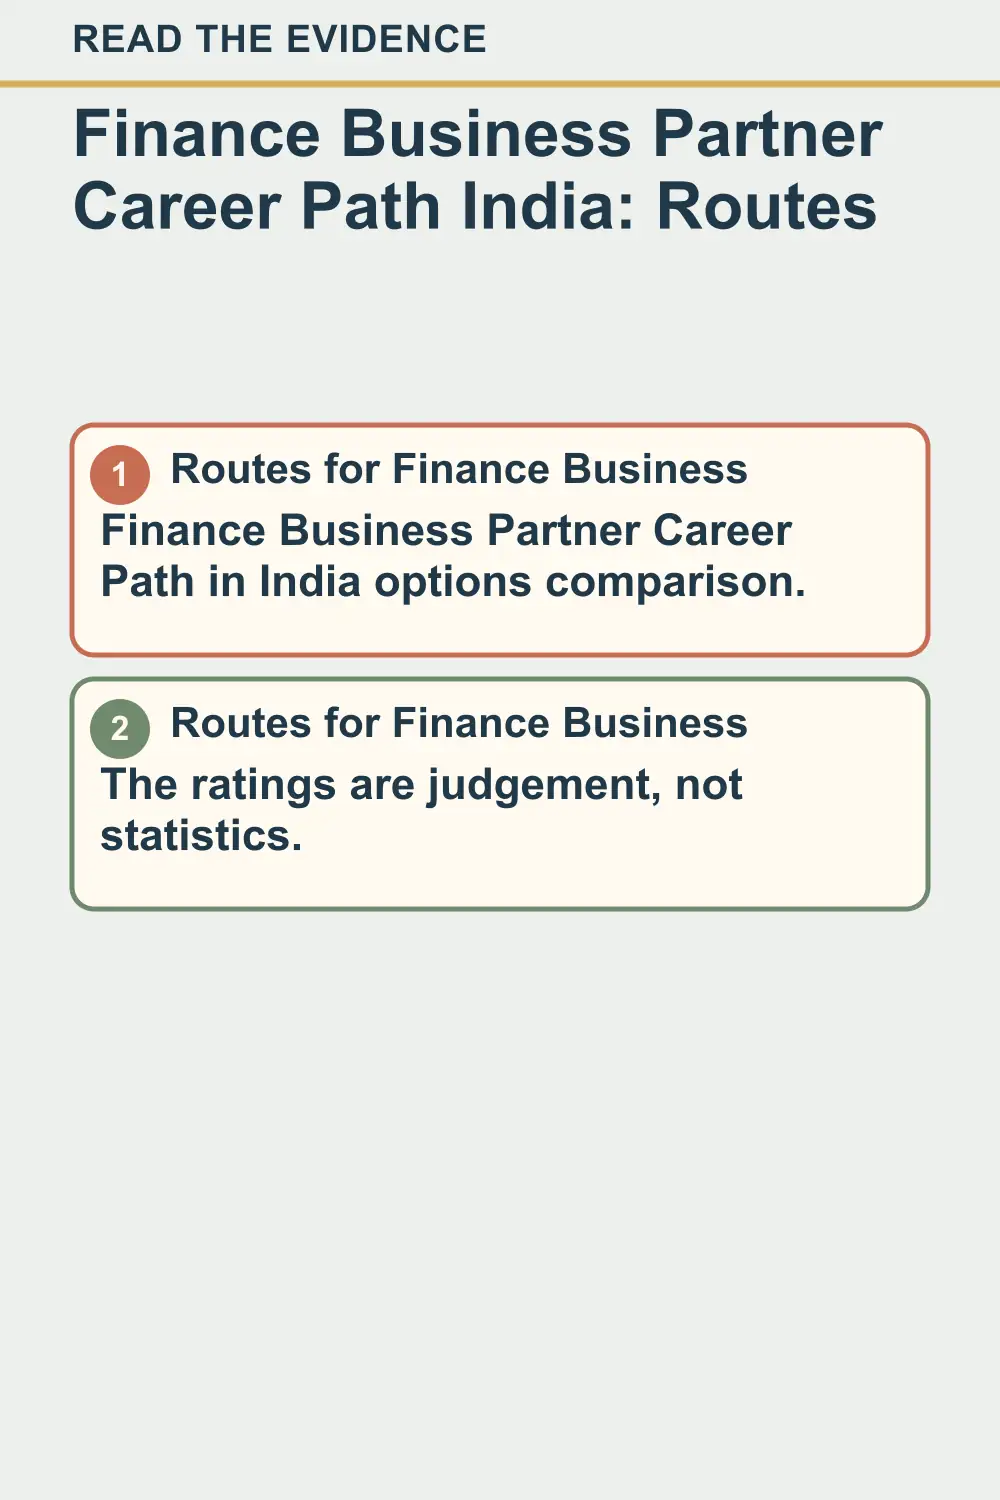 READ THE EVIDENCE
Finance Business Partner
Career Path India: Routes
1 Routes for Finance Business
Finance Business Partner Career
Path in India options comparison.
2 Routes for Finance Business
The ratings are judgement, not
statistics.